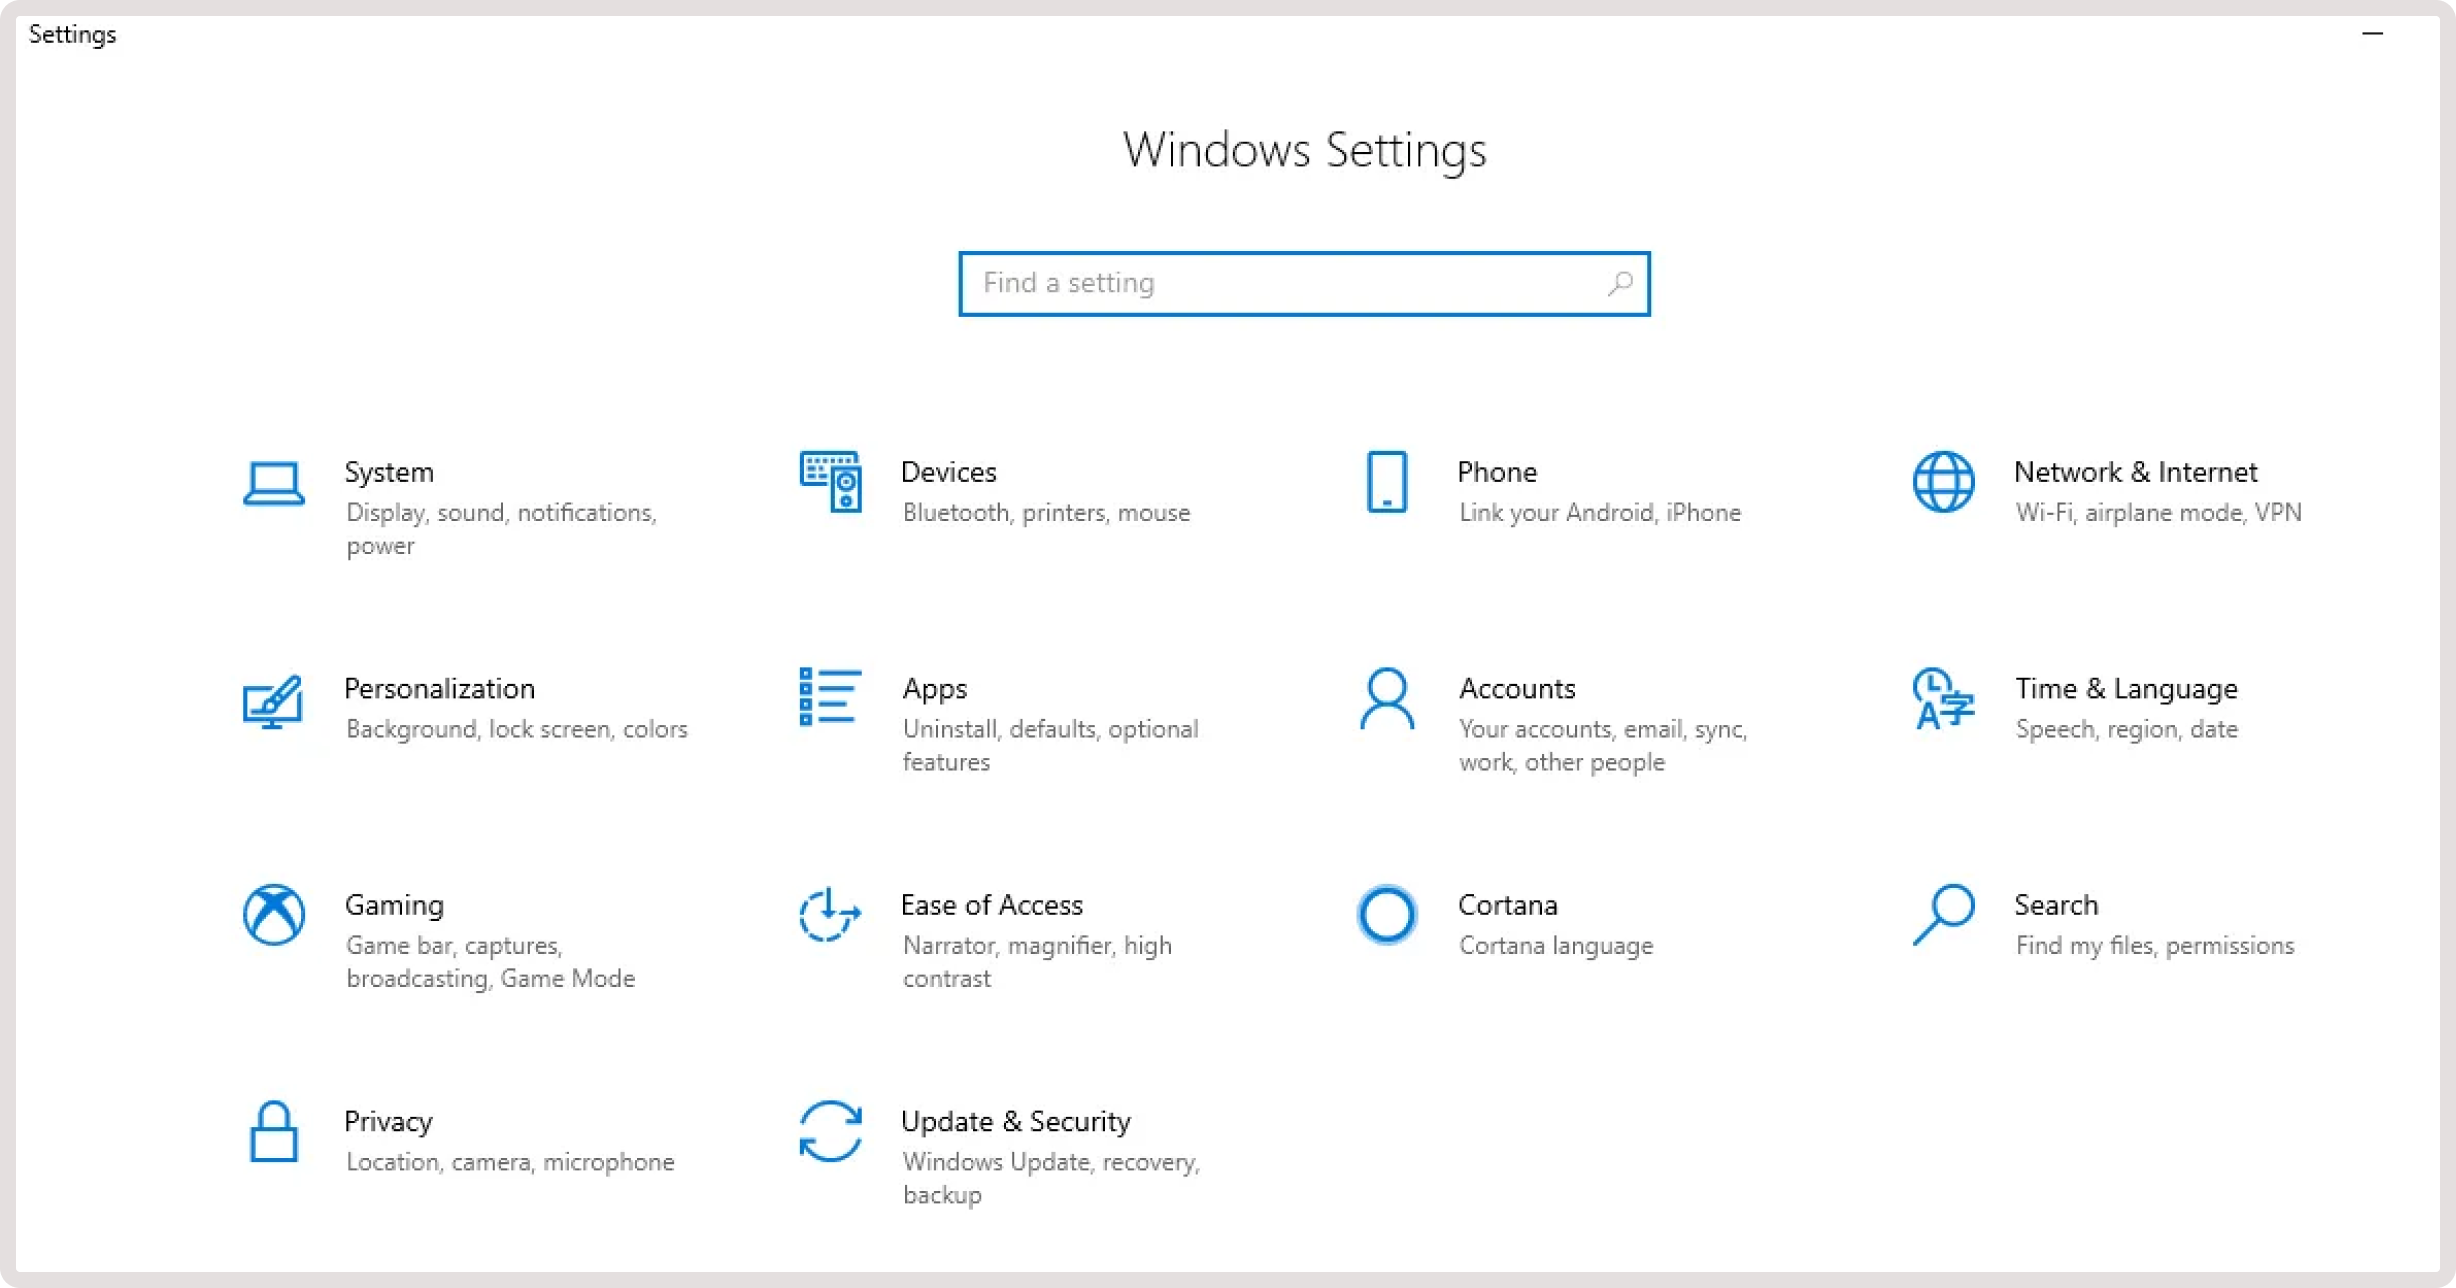 Settings
Windows Settings
Find a setting
System
Display, sound, notifications,
power
Devices
Bluetooth, printers, mouse
Phone
Link your Android, iPhone
Network & Internet
Wi-Fi, airplane mode, VPN
Personalization
Background, lock screen, colors
Apps
Uninstall, defaults, optional
features
Accounts
Your accounts, email, sync,
work, other people
Time & Language
Speech, region, date
Gaming
Game bar, captures,
broadcasting, Game Mode
Ease of Access
Narrator, magnifier, high
contrast
Cortana
Cortana language
Search
Find my files, permissions
Privacy
Location, camera, microphone
Update & Security
Windows Update, recovery,
backup